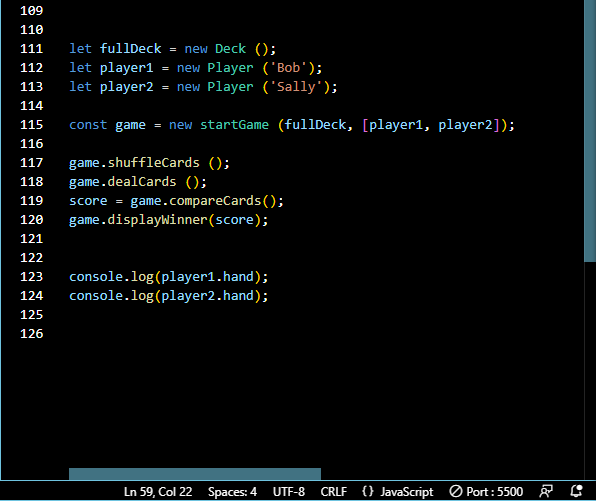 109
110
111 let fullDeck = new Deck ();
112 let player1 = new Player ('Bob');
113 let player2 = new Player ('Sally');
114
115 const game = new startGame (fullDeck, [player1, player2]);
116
117 game.shuffleCards ();
118 game.dealCards ();
119 score = game.compareCards();
120 game.displayWinner(score);
121
122
123 console.log(player1.hand);
124 console.log(player2.hand);
125
126
Ln 59, Col 22 Spaces: 4 UTF-8 CRLF {} JavaScript Port : 5500